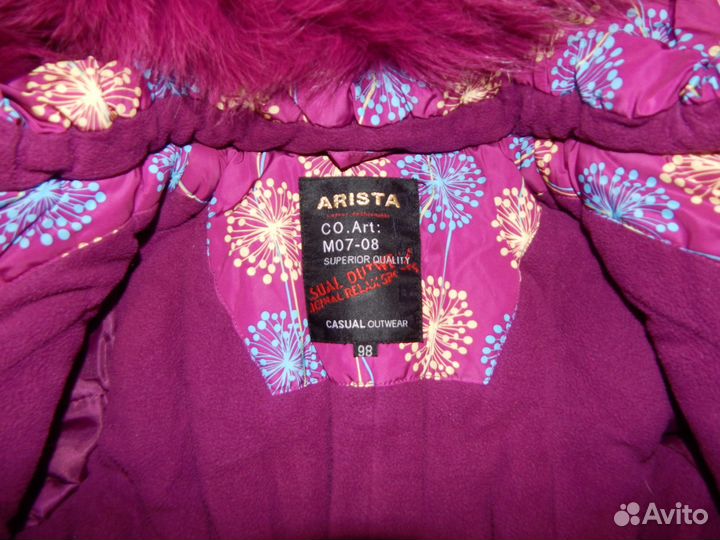 ARISTA
CO.Art:
M07-08
SUPERIOR QUALITY
CASUAL OUTWEAR
98
Avito